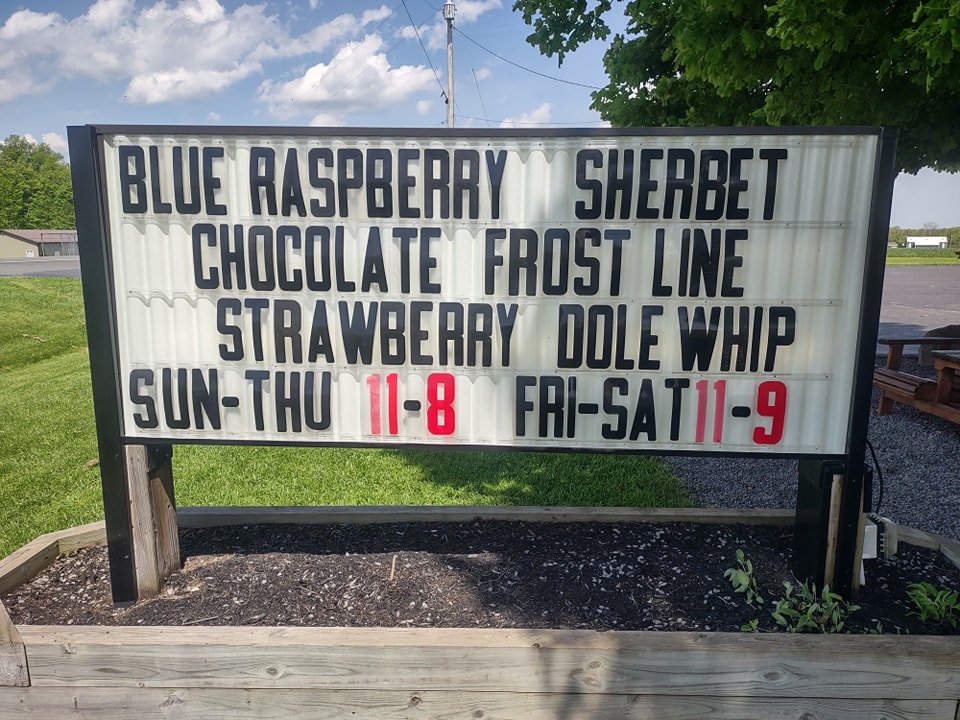 BLUE RASPBERRY SHERBET
CHOCOLATE FROST LINE
STRAWBERRY DOLE WHIP
SUN-THU 11-8 FRI-SAT 11-9